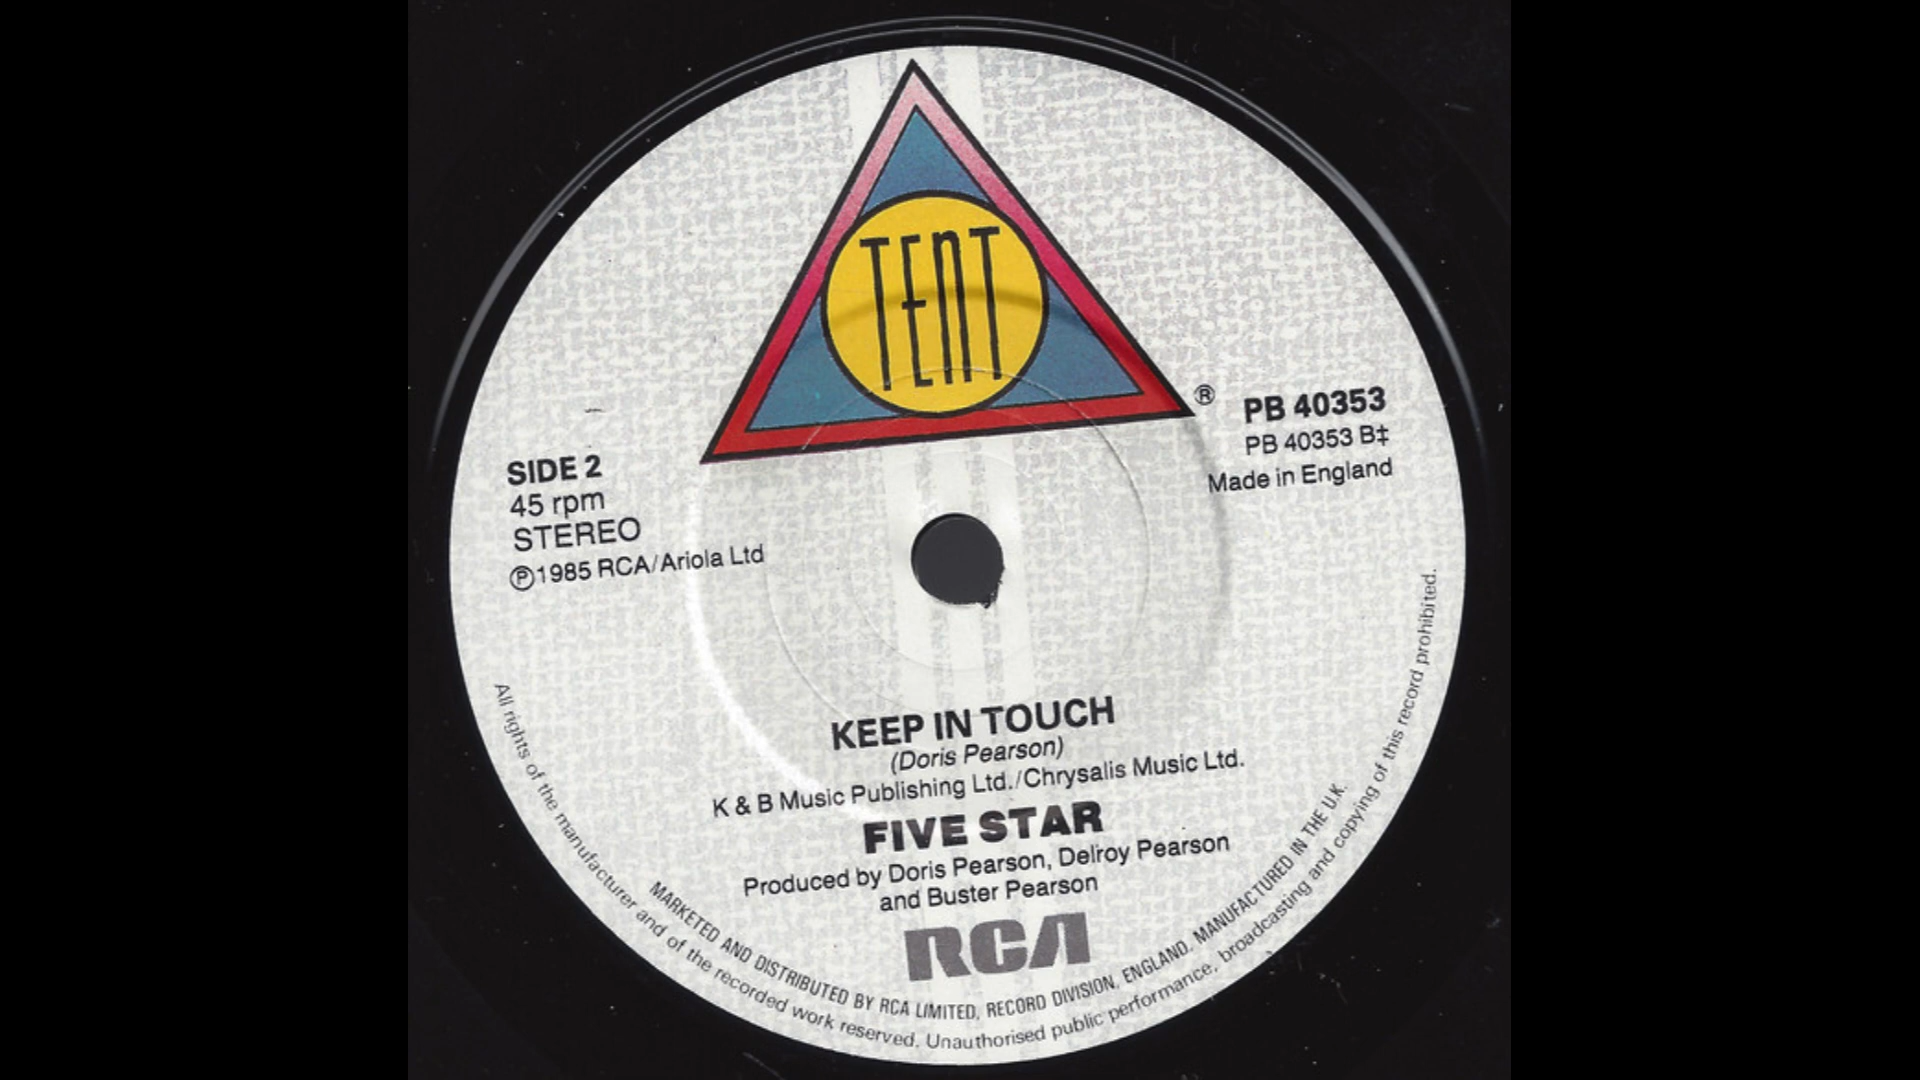 TENT
®
PB 40353
PB 40353 B‡
Made in England
SIDE 2
45 rpm
STEREO
Ⓟ1985 RCA/Ariola Ltd
KEEP IN TOUCH
(Doris Pearson)
K & B Music Publishing Ltd./Chrysalis Music Ltd.
FIVE STAR
Produced by Doris Pearson, Delroy Pearson
and Buster Pearson
RCA
MARKETED AND DISTRIBUTED BY RCA LIMITED, RECORD DIVISION, ENGLAND. MANUFACTURED IN THE U.K.
All rights of the manufacturer and of the recorded work reserved. Unauthorised public performance, broadcasting and copying of this record prohibited.